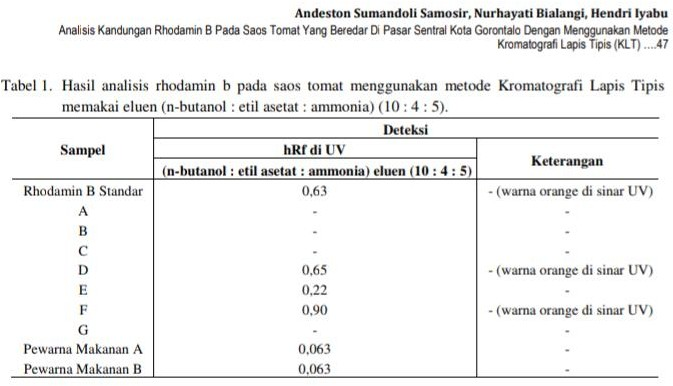 Andeston Sumandoli Samosir, Nurhayati Bialangi, Hendri Iyabu
Analisis Kandungan Rhodamin B Pada Saos Tomat Yang Beredar Di Pasar Sentral Kota Gorontalo Dengan Menggunakan Metode
Kromatografi Lapis Tipis (KLT) ....47
Tabel 1. Hasil analisis rhodamin b pada saos tomat menggunakan metode Kromatografi Lapis Tipis
memakai eluen (n-butanol : etil asetat : ammonia) (10 : 4 : 5).
Deteksi
Sampel hRf di UV Keterangan
(n-butanol : etil asetat : ammonia) eluen (10 : 4 : 5)
Rhodamin B Standar 0,63 - (warna orange di sinar UV)
A - -
B - -
C - -
D 0,65 - (warna orange di sinar UV)
E 0,22 -
F 0,90 - (warna orange di sinar UV)
G - -
Pewarna Makanan A 0,063 -
Pewarna Makanan B 0,063 -